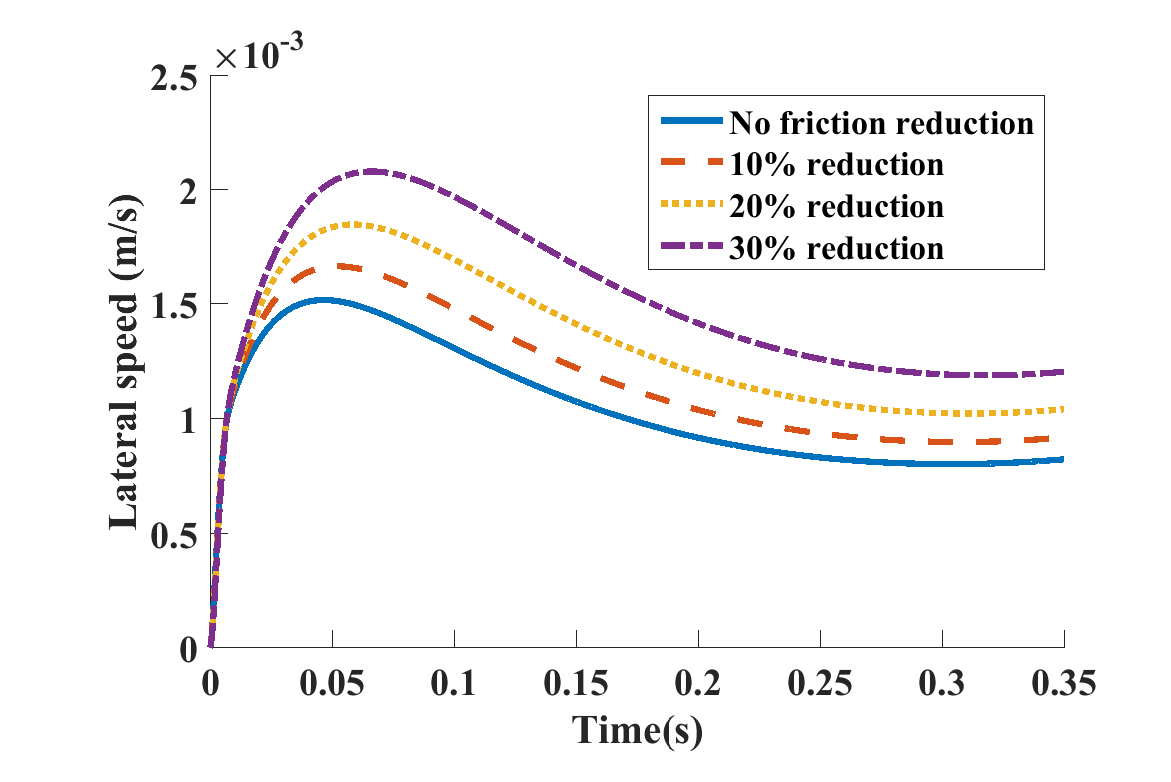 ×10-3
2.5
2
1.5
1
0.5
0
Lateral speed (m/s)
No friction reduction
10% reduction
20% reduction
30% reduction
0 0.05 0.1 0.15 0.2 0.25 0.3 0.35
Time(s)